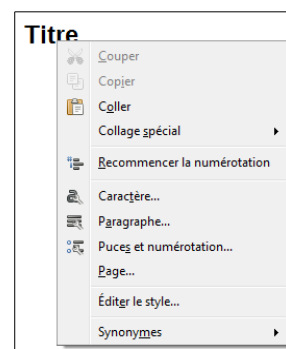 Titre
Couper
Copier
Coller
Collage spécial
Recommencer la numérotation
Caractère...
Paragraphe...
Puces et numérotation...
Page...
Éditer le style...
Synonymes